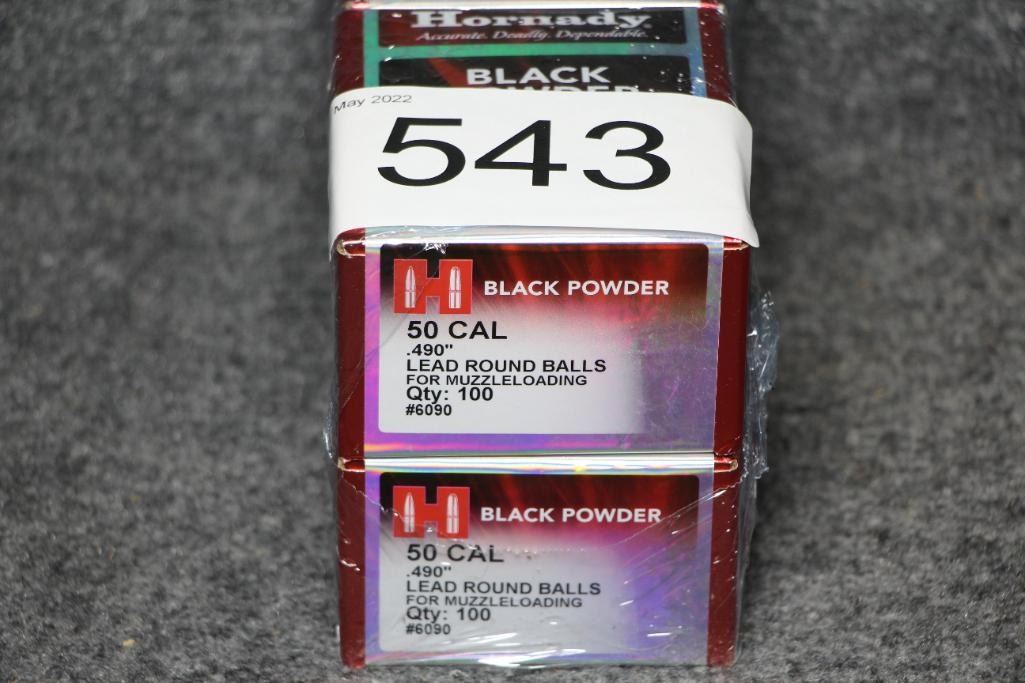 Hornady
Accurate. Deadly. Dependable.
BLACK
POWDER
May 2022
543
H BLACK POWDER
50 CAL
.490"
LEAD ROUND BALLS
FOR MUZZLELOADING
Qty: 100
#6090
H BLACK POWDER
50 CAL
.490"
LEAD ROUND BALLS
FOR MUZZLELOADING
Qty: 100
#6090